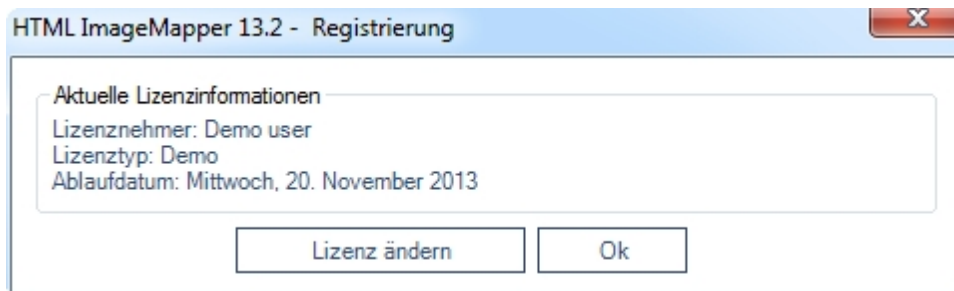 HTML ImageMapper 13.2 - Registrierung
Aktuelle Lizenzinformationen
Lizenznehmer: Demo user
Lizenztyp: Demo
Ablaufdatum: Mittwoch, 20. November 2013
Lizenz ändern
Ok